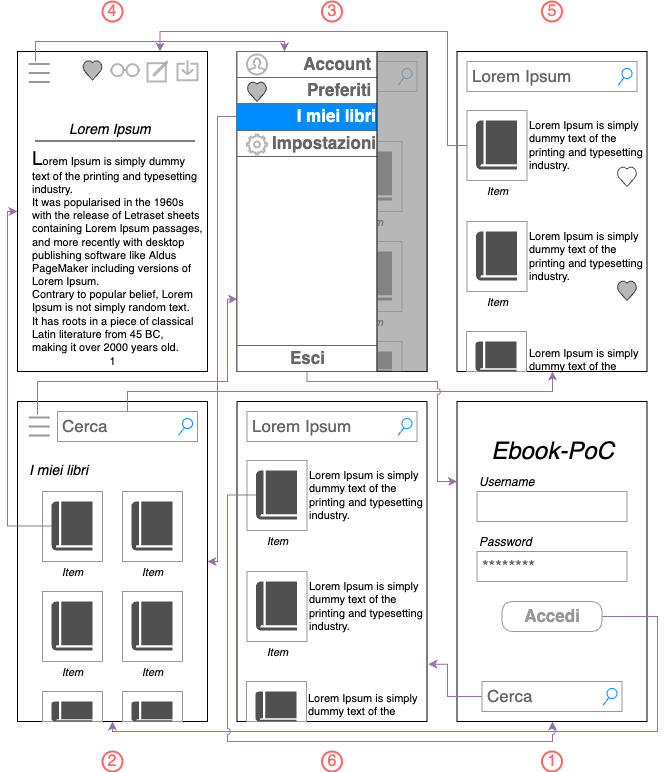 4
3
5
Lorem Ipsum
Lorem Ipsum is simply dummy
text of the printing and typesetting
industry.
It was popularised in the 1960s
with the release of Letraset sheets
containing Lorem Ipsum passages,
and more recently with desktop
publishing software like Aldus
PageMaker including versions of
Lorem Ipsum.
Contrary to popular belief, Lorem
Ipsum is not simply random text.
It has roots in a piece of classical
Latin literature from 45 BC,
making it over 2000 years old.
1
Account
Preferiti
I miei libri
Impostazioni
Esci
Lorem Ipsum
Lorem Ipsum is simply
dummy text of the
printing and typesetting
industry.
Item
Lorem Ipsum is simply
dummy text of the
printing and typesetting
industry.
Item
Lorem Ipsum is simply
dummy text of the
Cerca
I miei libri
Item
Item
Item
Item
Lorem Ipsum
Lorem Ipsum is simply
dummy text of the
printing and typesetting
industry.
Item
Lorem Ipsum is simply
dummy text of the
printing and typesetting
industry.
Item
Lorem Ipsum is simply
dummy text of the
Ebook-PoC
Username
Password
********
Accedi
Cerca
2
6
1